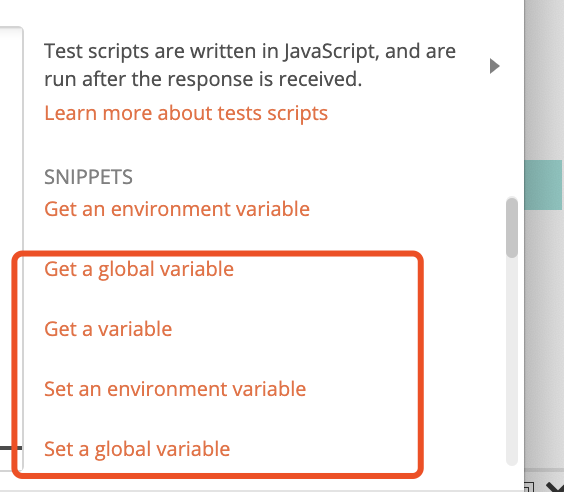 Test scripts are written in JavaScript, and are
run after the response is received.
Learn more about tests scripts
SNIPPETS
Get an environment variable
Get a global variable
Get a variable
Set an environment variable
Set a global variable